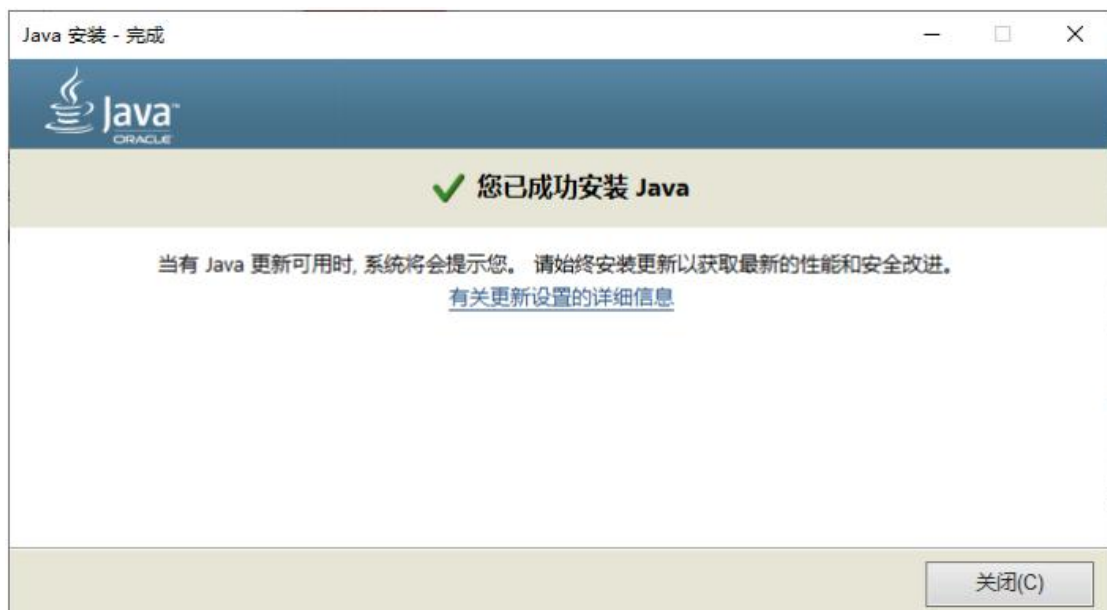 Java 安装 - 完成
Java™
ORACLE
您已成功安装 Java
当有 Java 更新可用时, 系统将会提示您。 请始终安装更新以获取最新的性能和安全改进。
有关更新设置的详细信息
关闭(C)